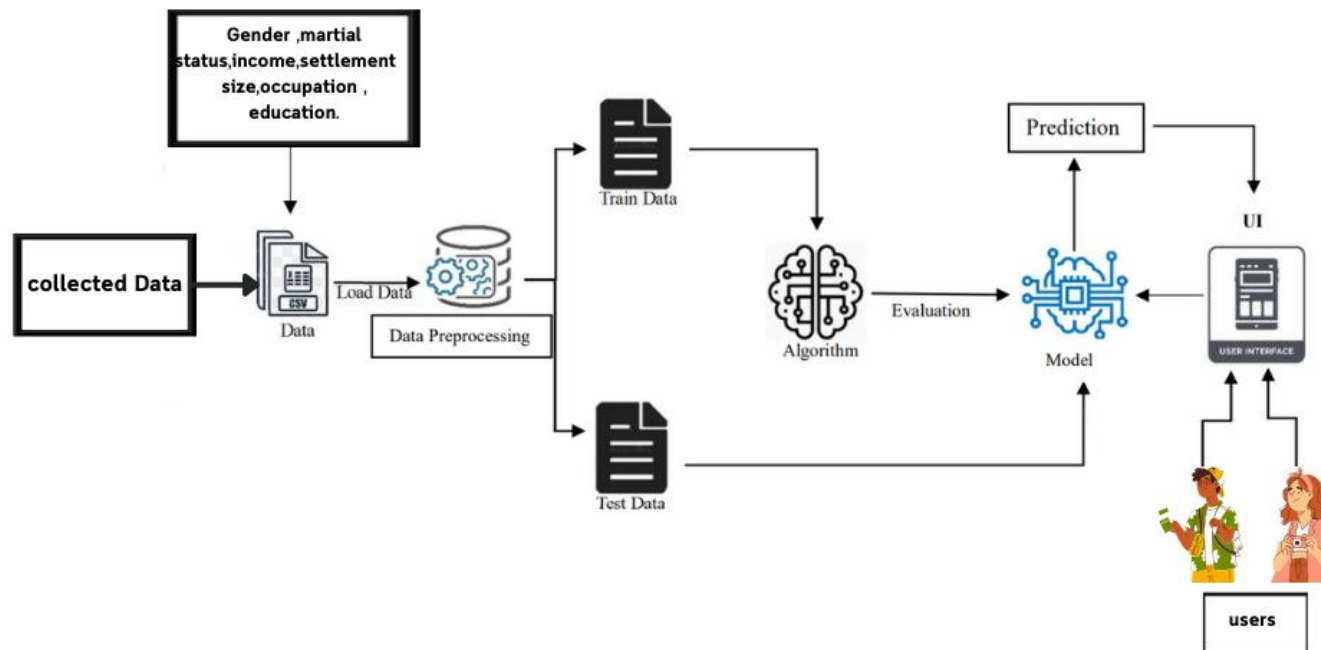 Gender ,martial
status,income,settlement
size,occupation ,
education.
collected Data
CSV
Data
Load Data
Data Preprocessing
Train Data
Test Data
Algorithm
Evaluation
Model
Prediction
UI
USER INTERFACE
users